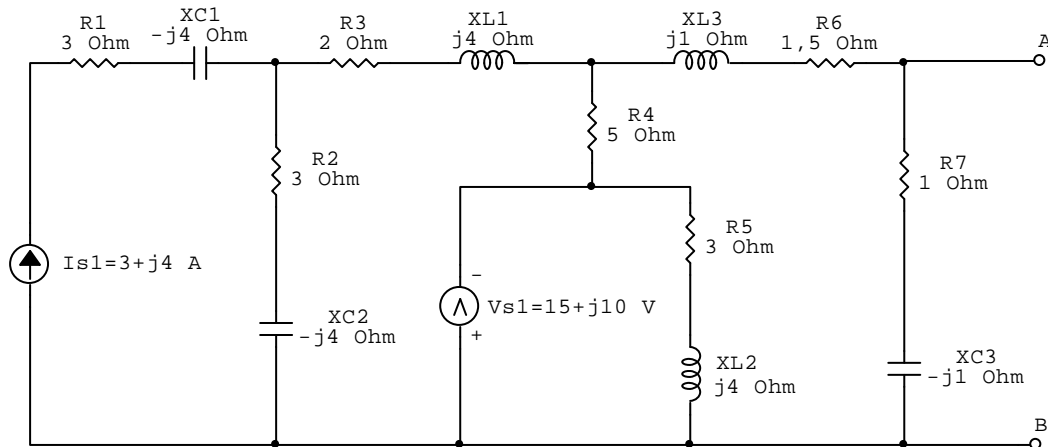 R1
3 Ohm
XC1
-j4 Ohm
R3
2 Ohm
XL1
j4 Ohm
XL3
j1 Ohm
R6
1,5 Ohm
A
R4
5 Ohm
R2
3 Ohm
R7
1 Ohm
R5
3 Ohm
Is1=3+j4 A
-
Vs1=15+j10 V
+
XC2
-j4 Ohm
XL2
j4 Ohm
XC3
-j1 Ohm
B